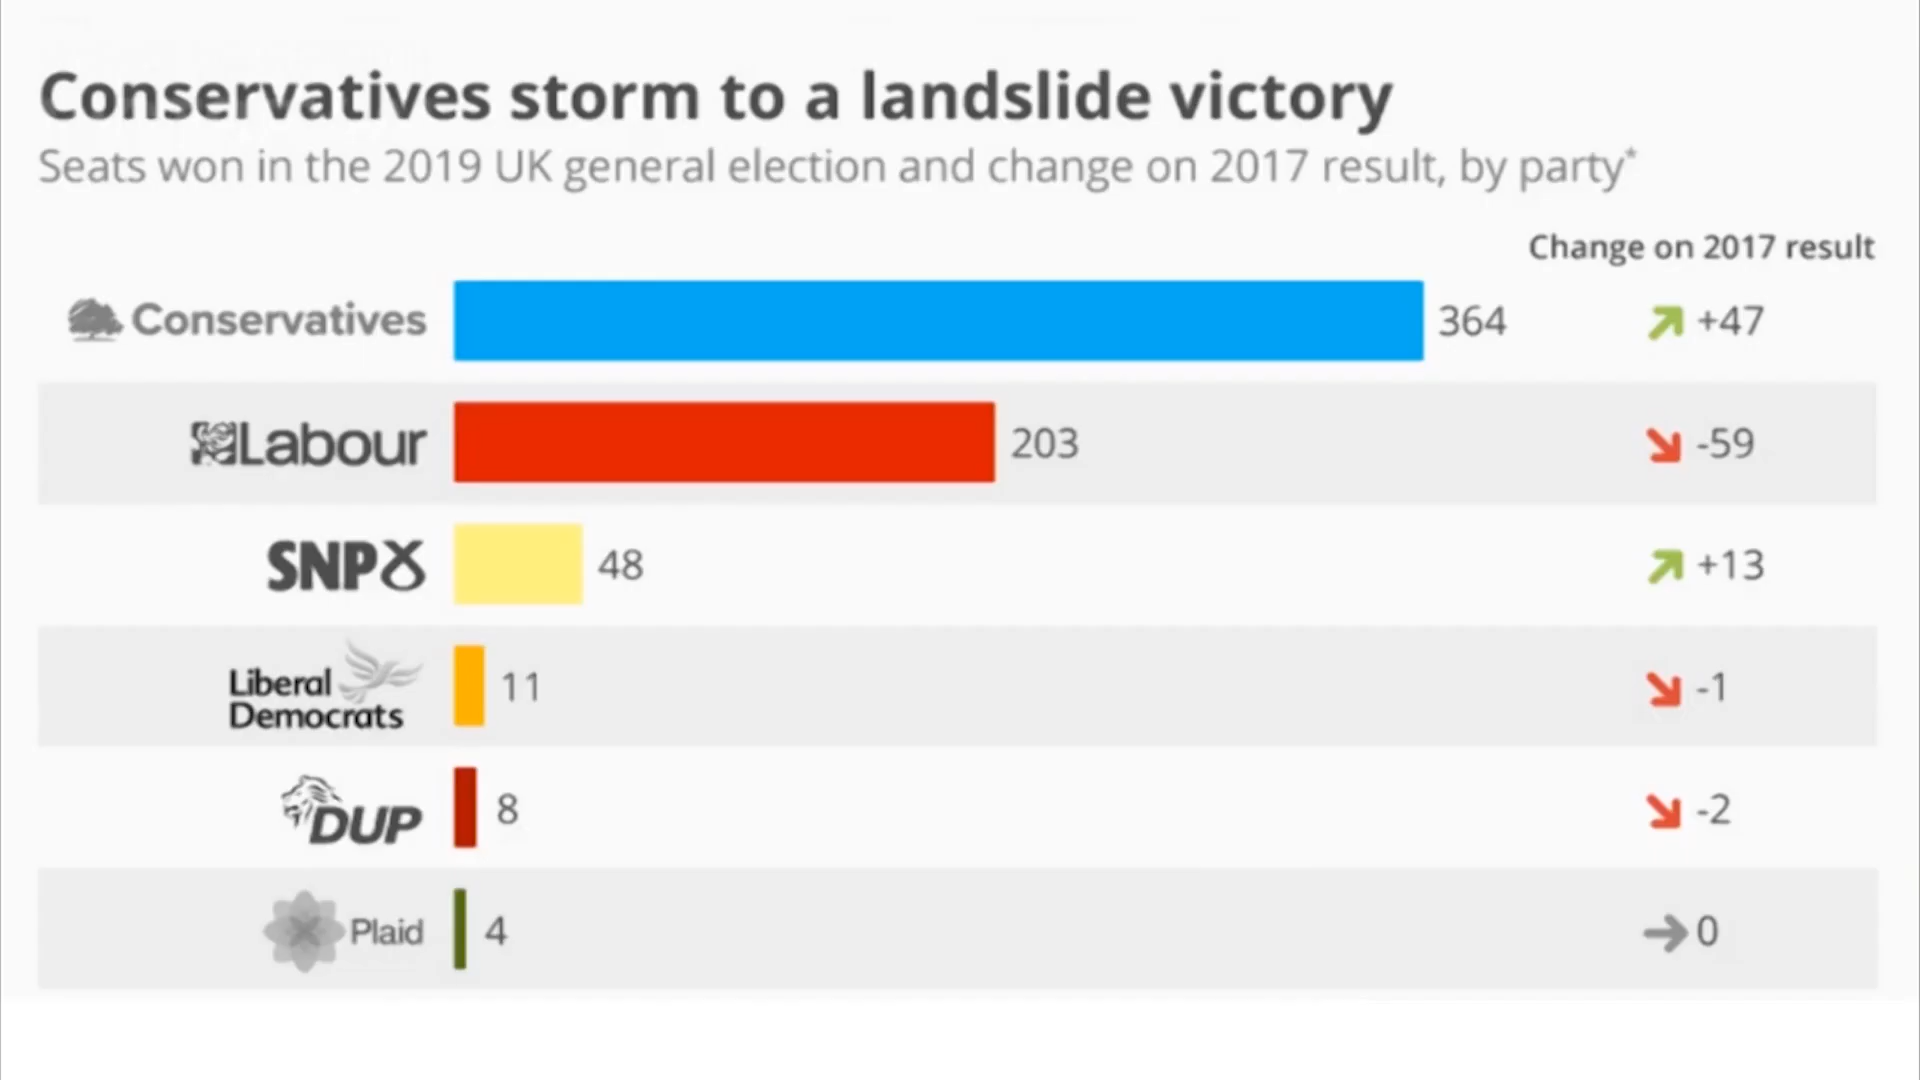 Conservatives storm to a landslide victory
Seats won in the 2019 UK general election and change on 2017 result, by party*
Change on 2017 result
Conservatives 364 +47
Labour 203 -59
SNP 48 +13
Liberal
Democrats 11 -1
DUP 8 -2
Plaid 4 0